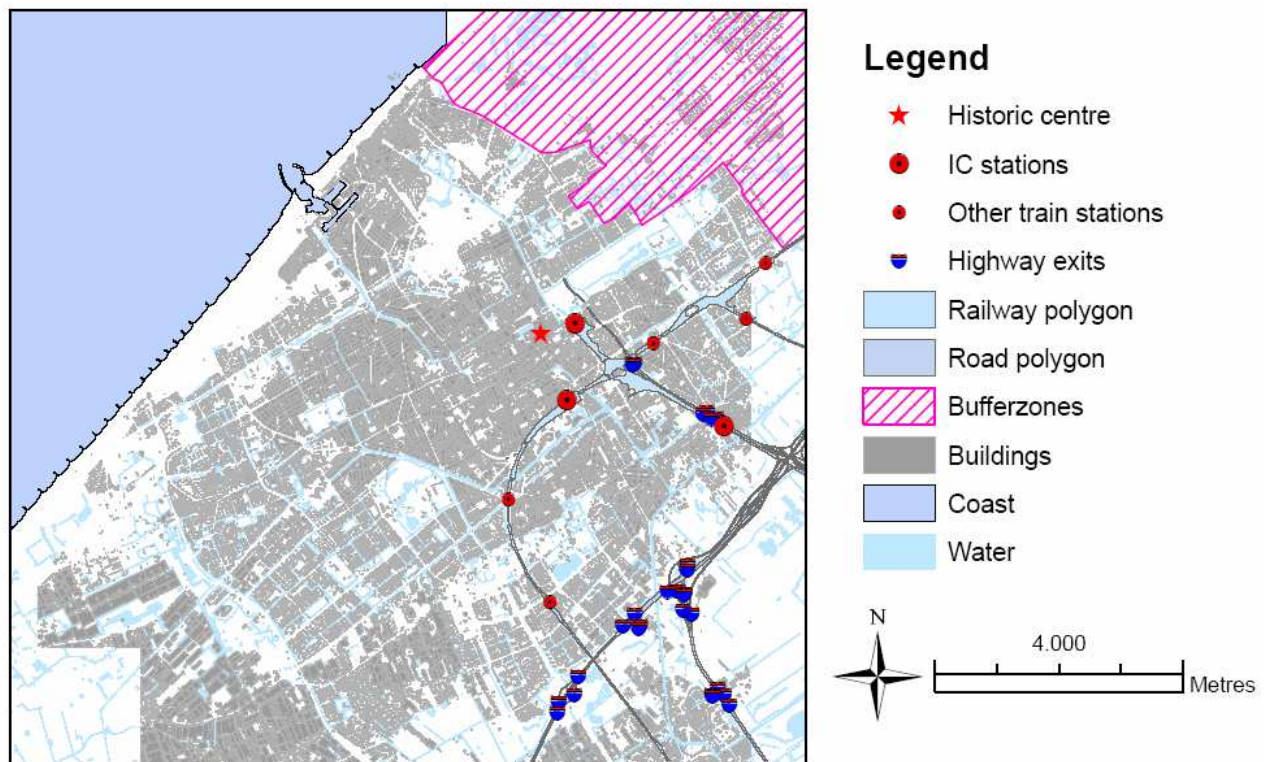 Legend
Historic centre
IC stations
Other train stations
Highway exits
Railway polygon
Road polygon
Bufferzones
Buildings
Coast
Water
N
4.000
Metres